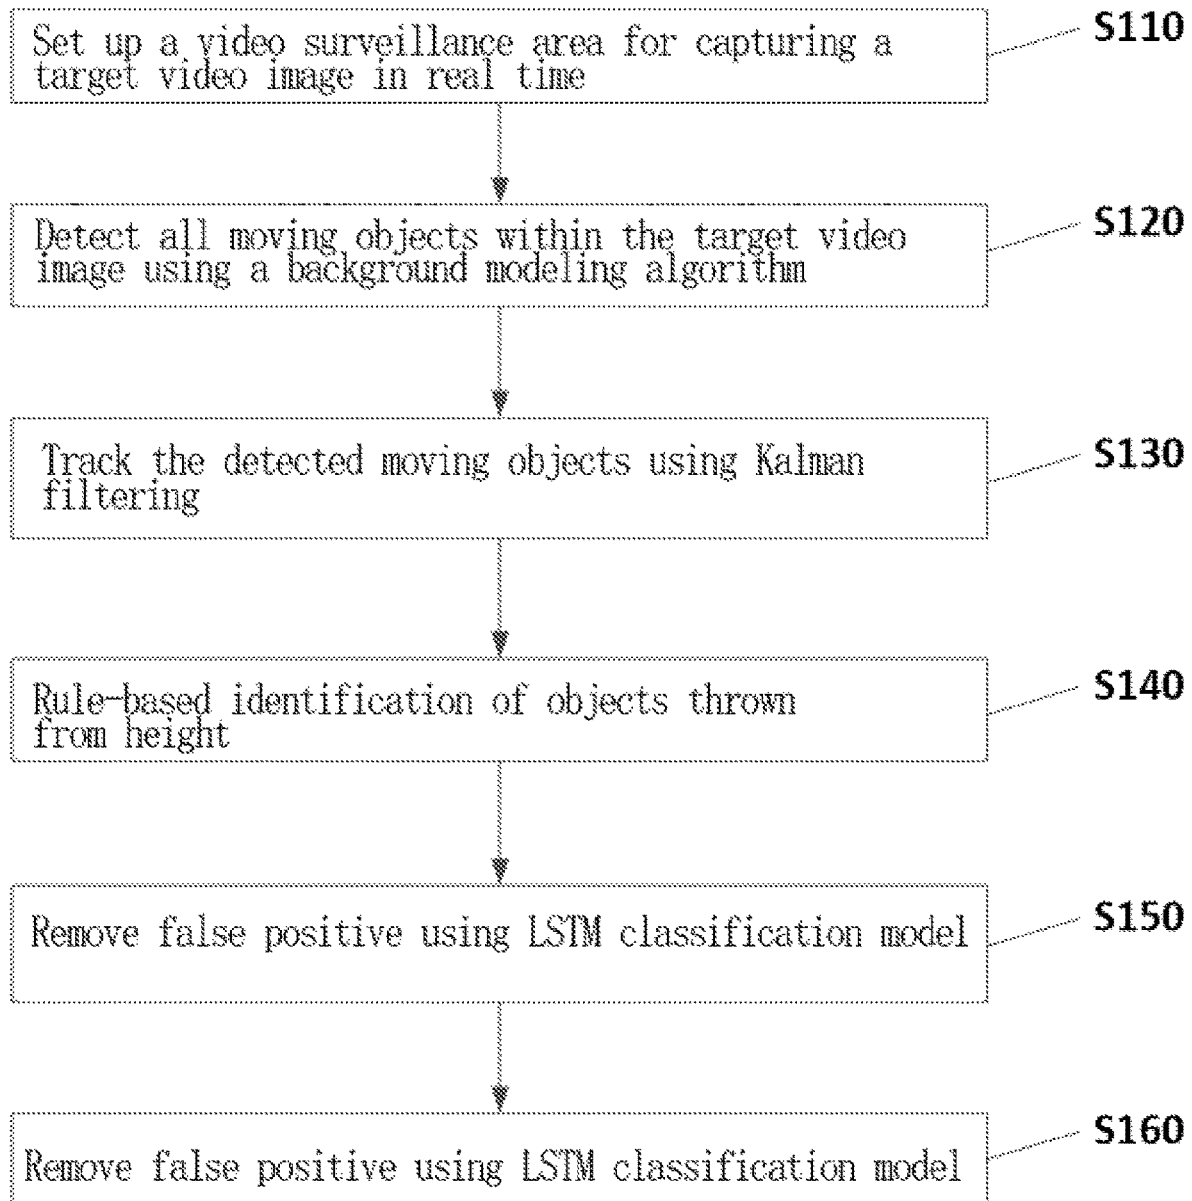 Set up a video surveillance area for capturing a
target video image in real time
S110
Detect all moving objects within the target video
image using a background modeling algorithm
S120
Track the detected moving objects using Kalman
filtering
S130
Rule-based identification of objects thrown
from height
S140
Remove false positive using LSTM classification model
S150
Remove false positive using LSTM classification model
S160